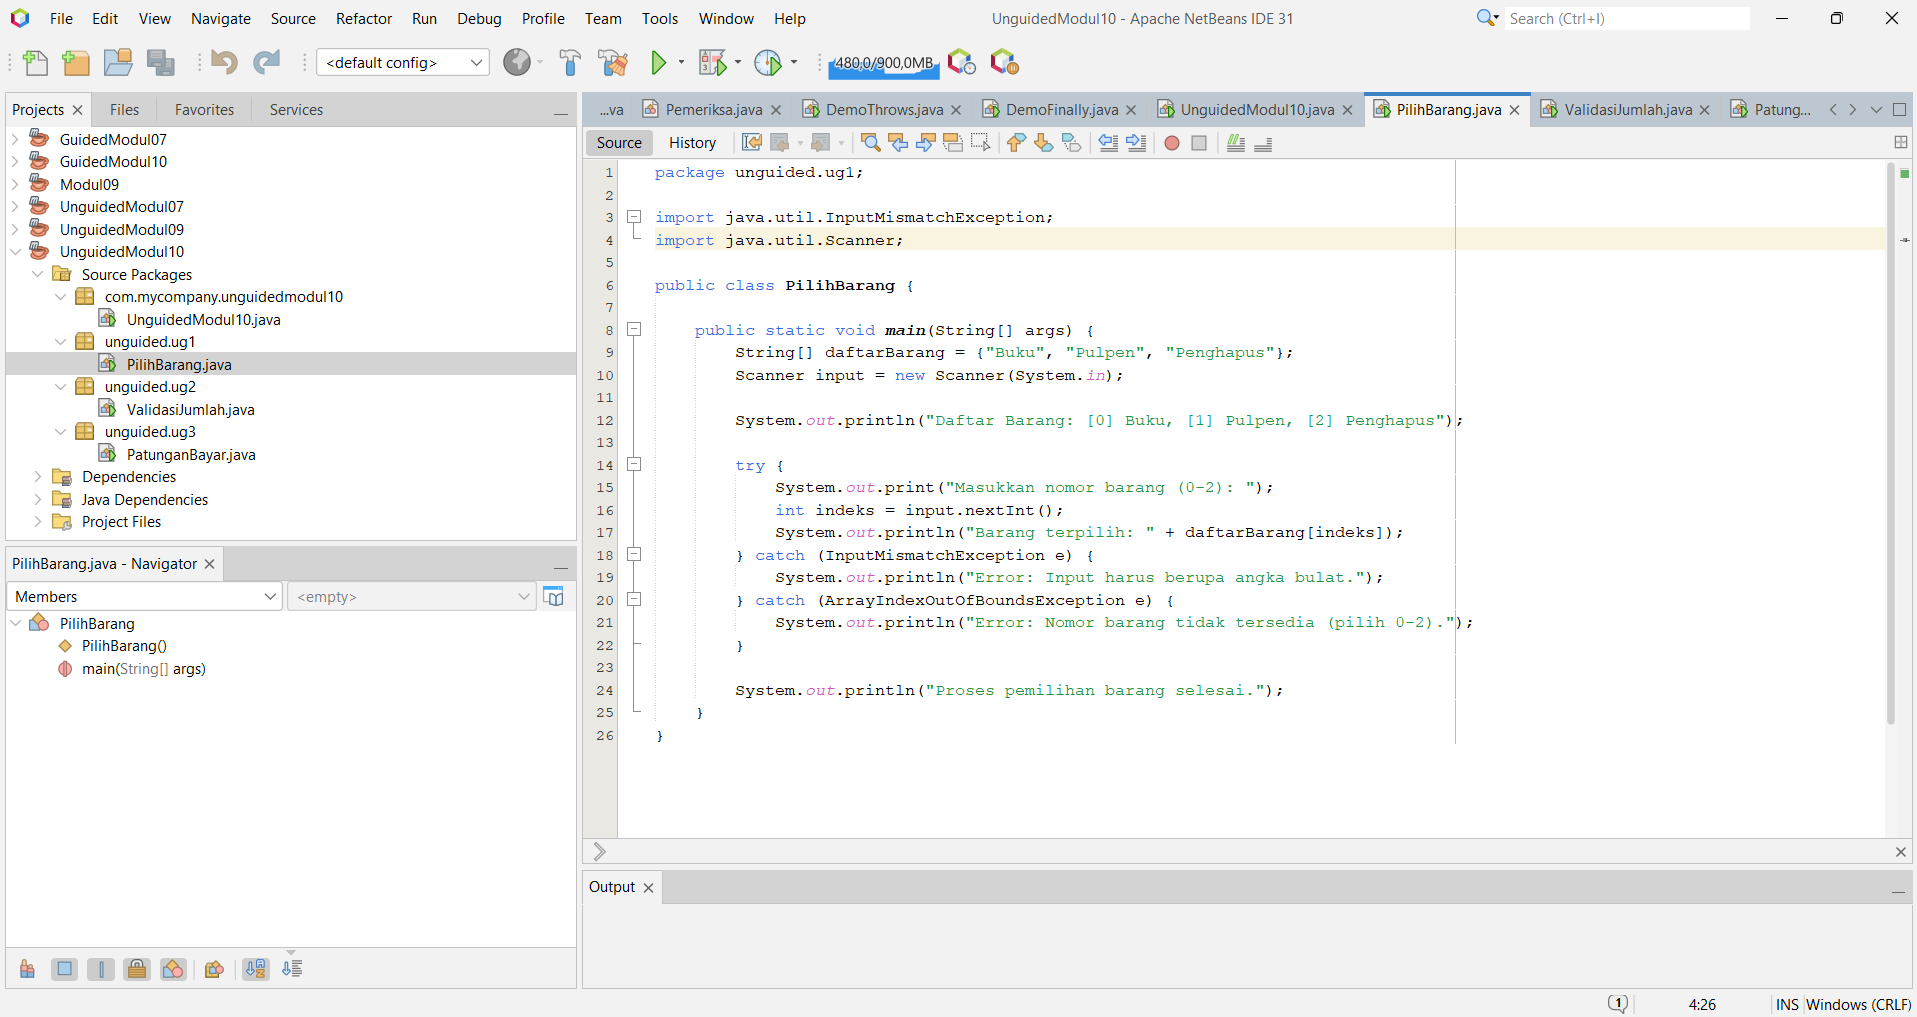 File Edit View Navigate Source Refactor Run Debug Profile Team Tools Window Help
UnguidedModul10 - Apache NetBeans IDE 31
Search (Ctrl+I)
<default config>
480,0/900,0MB
Projects
Files
Favorites
Services
GuidedModul07
GuidedModul10
Modul09
UnguidedModul07
UnguidedModul09
UnguidedModul10
Source Packages
com.mycompany.unguidedmodul10
UnguidedModul10.java
unguided.ug1
PilihBarang.java
unguided.ug2
ValidasiJumlah.java
unguided.ug3
PatunganBayar.java
Dependencies
Java Dependencies
Project Files
PilihBarang.java - Navigator
Members
<empty>
PilihBarang
PilihBarang()
main(String[] args)
...va Pemeriksa.java DemoThrows.java DemoFinally.java UnguidedModul10.java PilihBarang.java ValidasiJumlah.java Patung...
Source History
1 package unguided.ug1;
2
3 import java.util.InputMismatchException;
4 import java.util.Scanner;
5
6 public class PilihBarang {
7
8 public static void main(String[] args) {
9 String[] daftarBarang = {"Buku", "Pulpen", "Penghapus"};
10 Scanner input = new Scanner(System.in);
11
12 System.out.println("Daftar Barang: [0] Buku, [1] Pulpen, [2] Penghapus");
13
14 try {
15 System.out.print("Masukkan nomor barang (0-2): ");
16 int indeks = input.nextInt();
17 System.out.println("Barang terpilih: " + daftarBarang[indeks]);
18 } catch (InputMismatchException e) {
19 System.out.println("Error: Input harus berupa angka bulat.");
20 } catch (ArrayIndexOutOfBoundsException e) {
21 System.out.println("Error: Nomor barang tidak tersedia (pilih 0-2).");
22 }
23
24 System.out.println("Proses pemilihan barang selesai.");
25 }
26 }
Output
1
4:26
INS
Windows (CRLF)